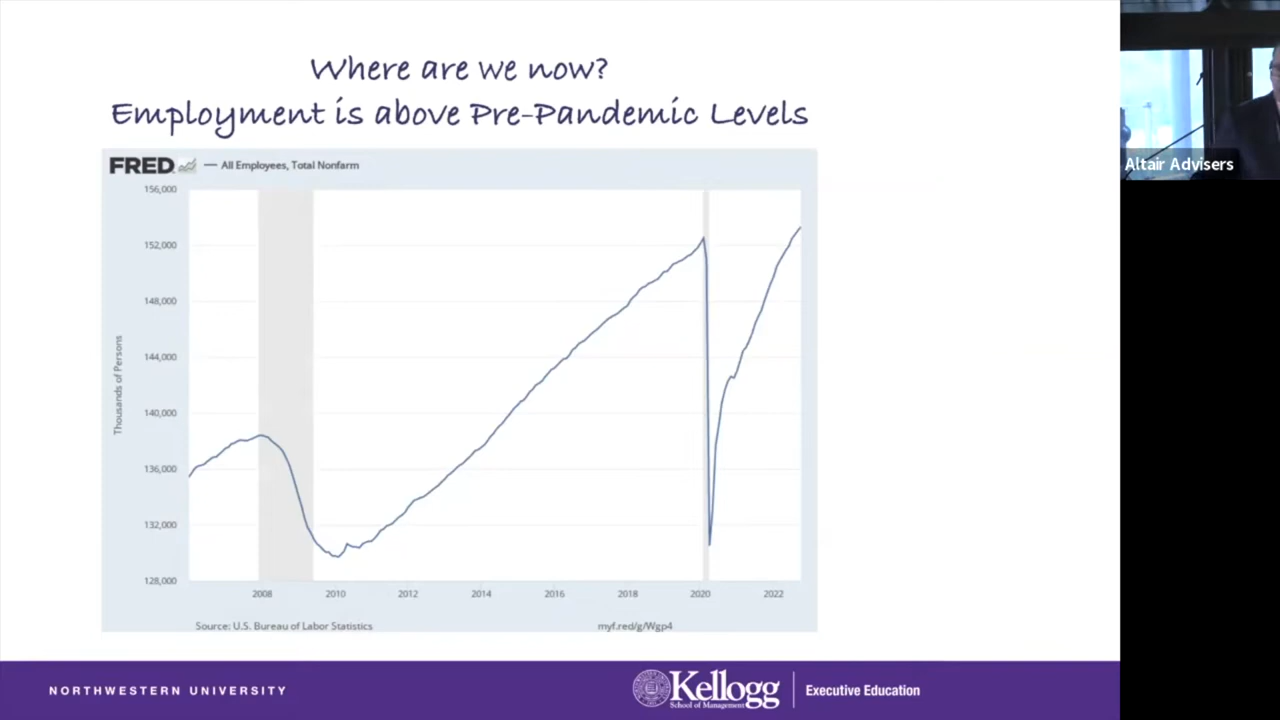 Where are we now?
Employment is above Pre-Pandemic Levels
FRED — All Employees, Total Nonfarm
156,000
152,000
148,000
144,000
140,000
136,000
132,000
128,000
Thousands of Persons
2008 2010 2012 2014 2016 2018 2020 2022
Source: U.S. Bureau of Labor Statistics myf.red/g/Wgp4
NORTHWESTERN UNIVERSITY
Kellogg
School of Management
Executive Education
Altair Advisers